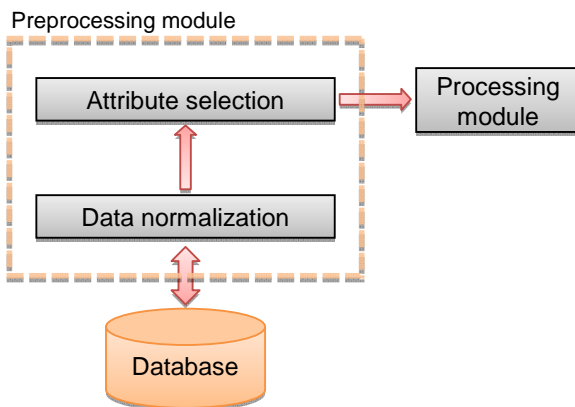 Preprocessing module
Attribute selection
Processing
module
Data normalization
Database